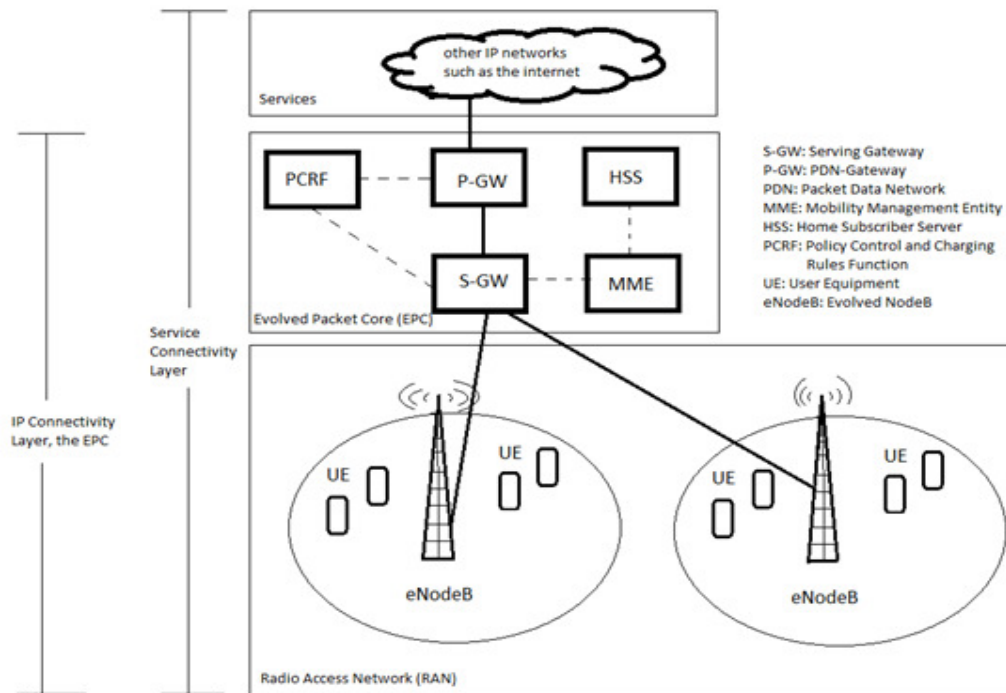 other IP networks
such as the internet
Services
PCRF
P-GW
HSS
S-GW
MME
Evolved Packet Core (EPC)
S-GW: Serving Gateway
P-GW: PDN-Gateway
PDN: Packet Data Network
MME: Mobility Management Entity
HSS: Home Subscriber Server
PCRF: Policy Control and Charging
Rules Function
UE: User Equipment
eNodeB: Evolved NodeB
Service
Connectivity
Layer
IP Connectivity
Layer, the EPC
UE
UE
eNodeB
UE
UE
eNodeB
Radio Access Network (RAN)